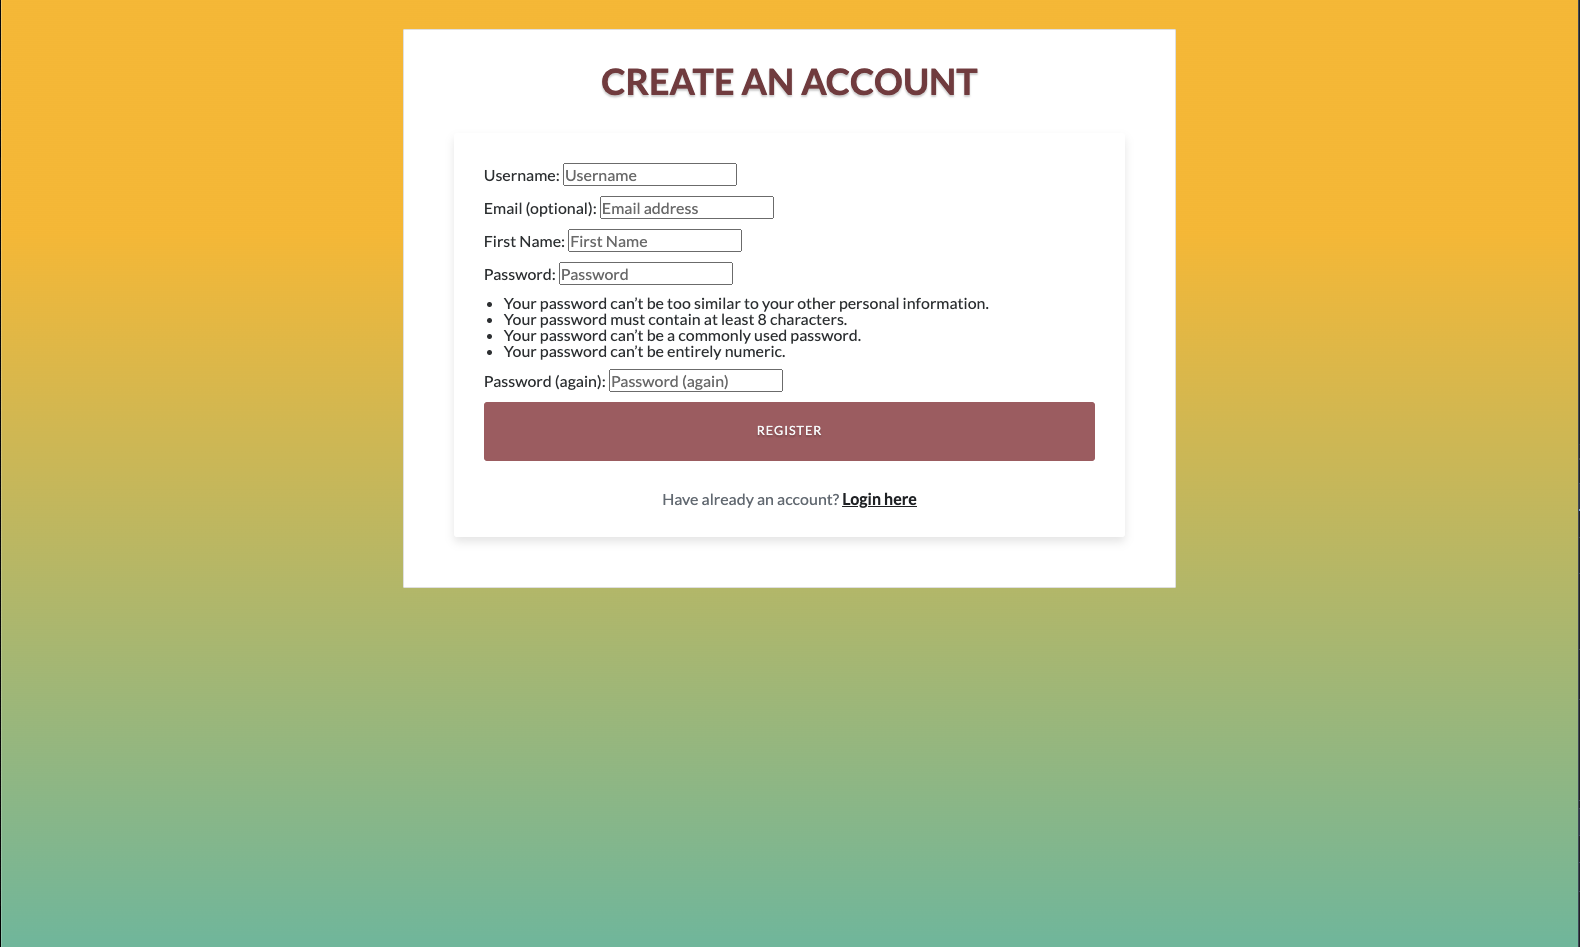 CREATE AN ACCOUNT
Username: Username
Email (optional): Email address
First Name: First Name
Password: Password
• Your password can’t be too similar to your other personal information.
• Your password must contain at least 8 characters.
• Your password can’t be a commonly used password.
• Your password can’t be entirely numeric.
Password (again): Password (again)
REGISTER
Have already an account? Login here